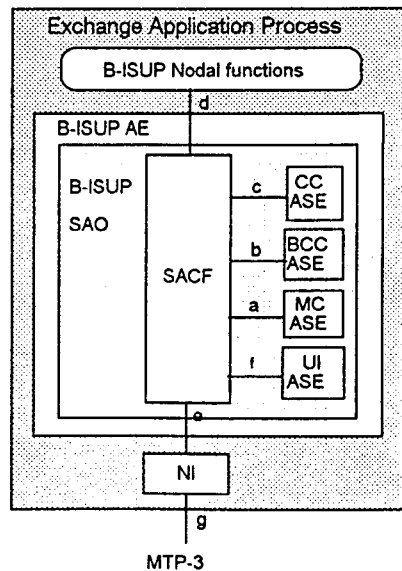 Exchange Application Process
B-ISUP Nodal functions
d
B-ISUP AE
B-ISUP
SAO
SACF
c
CC
ASE
b
BCC
ASE
a
MC
ASE
f
UI
ASE
e
NI
g
MTP-3